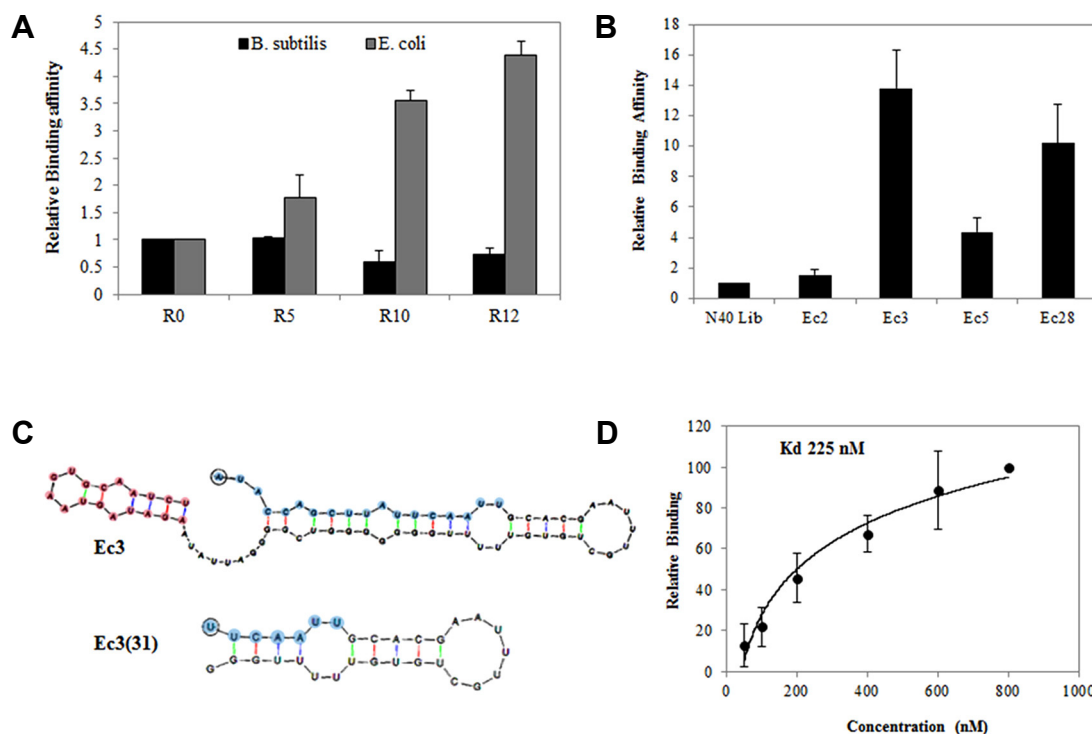 A
B. subtilis
E. coli
Relative Binding affinity
5
4.5
4
3.5
3
2.5
2
1.5
1
0.5
0
R0
R5
R10
R12
B
Relative Binding Affinity
18
16
14
12
10
8
6
4
2
0
N40 Lib
Ec2
Ec3
Ec5
Ec28
C
Ec3
Ec3(31)
D
Kd 225 nM
Relative Binding
120
100
80
60
40
20
0
0
200
400
600
800
1000
Concentration (nM)